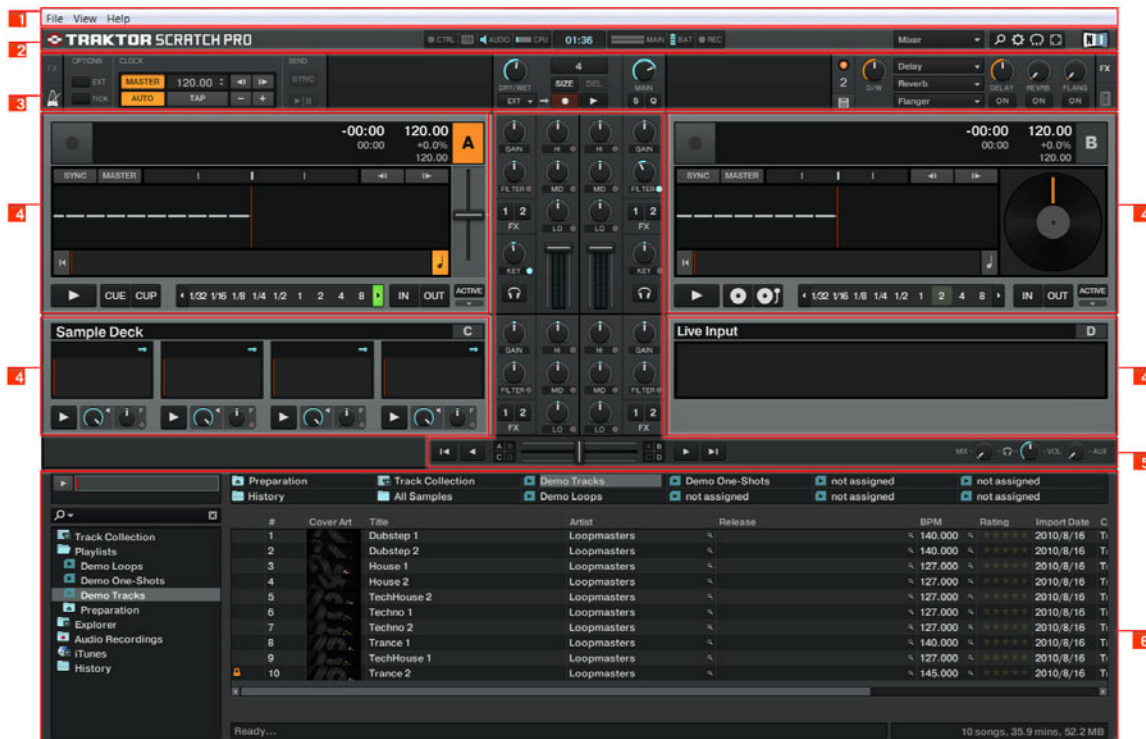 1 File View Help
2 TRAKTOR SCRATCH PRO CTRL AUDIO CPU 01:36 MAIN BAT REC Mixer NI
FX OPTIONS CLOCK SEND 4 2 Delay FX
EXT MASTER 120.00 SYNC DRY/WET SIZE DEL MAIN D/W Reverb DELAY REVRB FLANG
3 TICK AUTO TAP − + EXT S Q Flanger ON ON ON
-00:00 120.00 A
00:00 +0.0%
120.00
SYNC MASTER
4
CUE CUP 1/32 1/16 1/8 1/4 1/2 1 2 4 8 IN OUT ACTIVE
GAIN HI HI GAIN
FILTER MID MID FILTER
1 2 LO LO 1 2
FX FX
KEY KEY
-00:00 120.00 B
00:00 +0.0%
120.00
SYNC MASTER
4
1/32 1/16 1/8 1/4 1/2 1 2 4 8 IN OUT ACTIVE
Sample Deck C
4
F F F F
GAIN HI HI GAIN
FILTER MID MID FILTER
1 2 1 2
FX LO LO FX
Live Input D
4
A B A B
C D C D
MIX VOL AUX
5
Preparation Track Collection Demo Tracks Demo One-Shots not assigned not assigned
History All Samples Demo Loops not assigned not assigned not assigned
Track Collection
Playlists
Demo Loops
Demo One-Shots
Demo Tracks
Preparation
Explorer
Audio Recordings
iTunes
History
# Cover Art Title Artist Release BPM Rating Import Date C
1 Dubstep 1 Loopmasters 140.000 2010/8/16
2 Dubstep 2 Loopmasters 140.000 2010/8/16
3 House 1 Loopmasters 127.000 2010/8/16
4 House 2 Loopmasters 127.000 2010/8/16
5 TechHouse 2 Loopmasters 127.000 2010/8/16
6 Techno 1 Loopmasters 127.000 2010/8/16
7 Techno 2 Loopmasters 127.000 2010/8/16
8 Trance 1 Loopmasters 140.000 2010/8/16
9 TechHouse 1 Loopmasters 127.000 2010/8/16
10 Trance 2 Loopmasters 145.000 2010/8/16
6
Ready... 10 songs, 35.9 mins, 52.2 MB